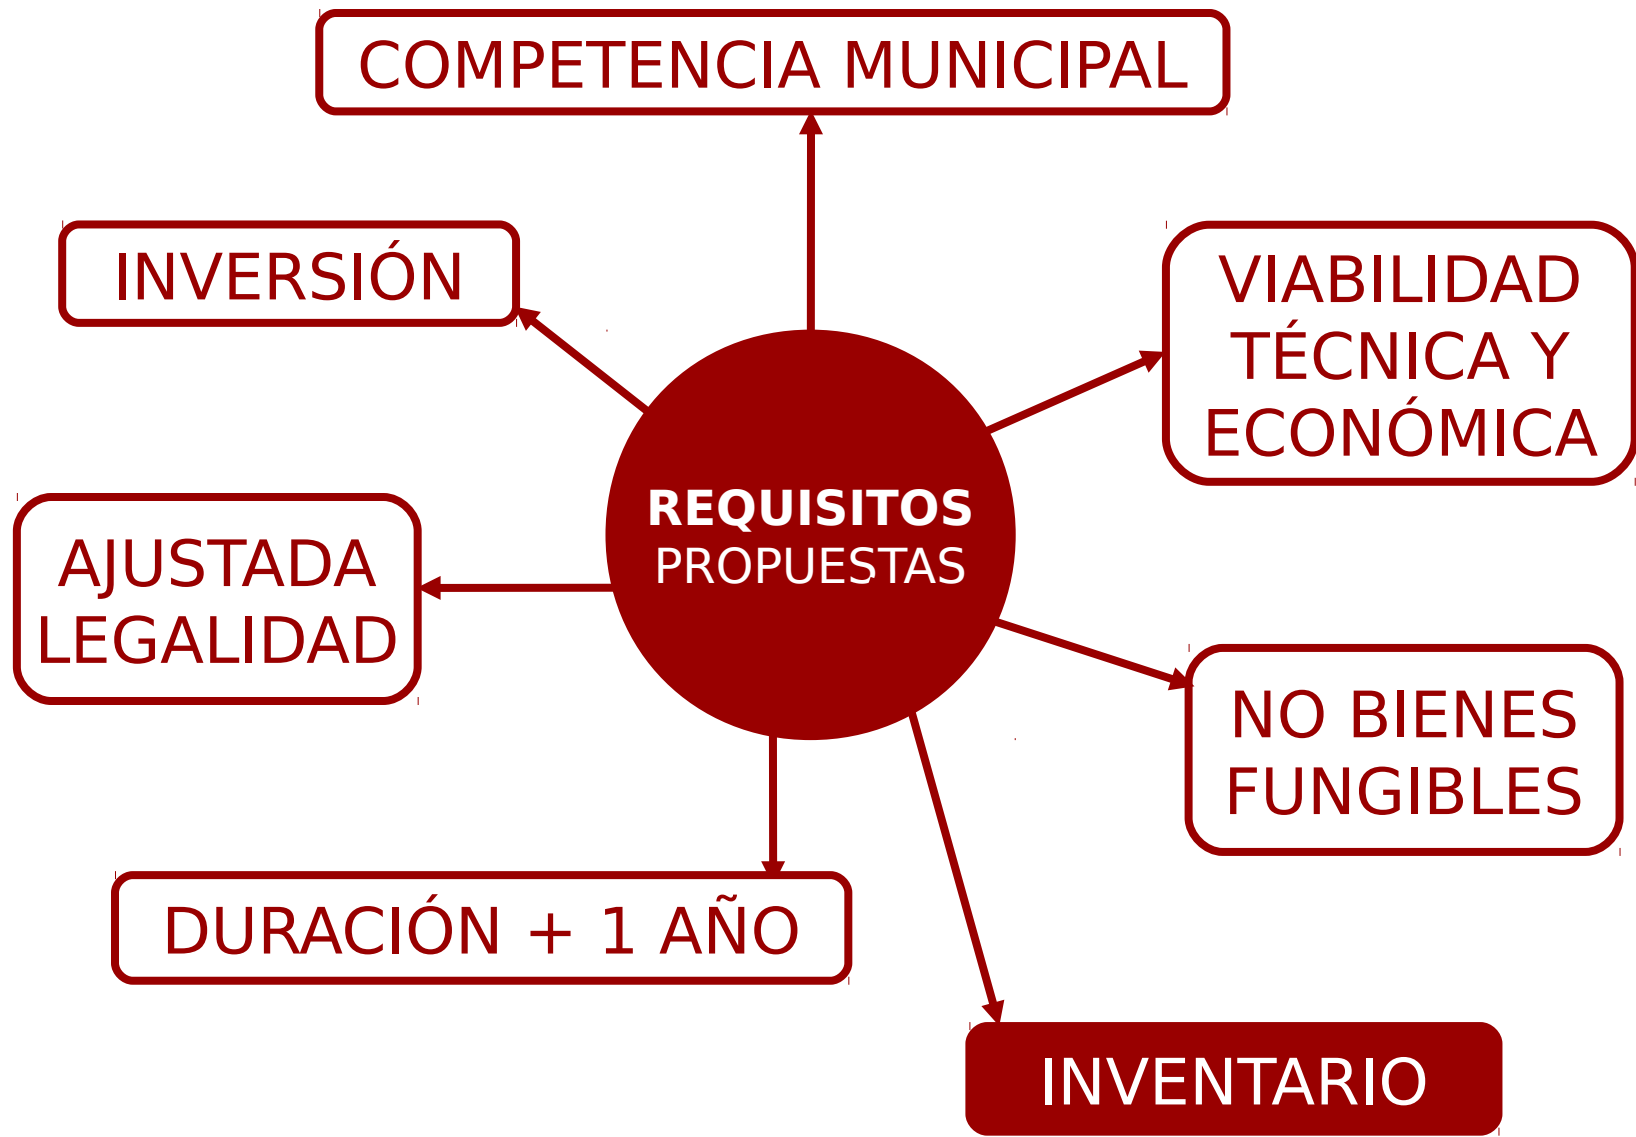 COMPETENCIA MUNICIPAL
INVERSIÓN
VIABILIDAD
TÉCNICA Y
ECONÓMICA
REQUISITOS
PROPUESTAS
AJUSTADA
LEGALIDAD
NO BIENES
FUNGIBLES
DURACIÓN + 1 AÑO
INVENTARIO